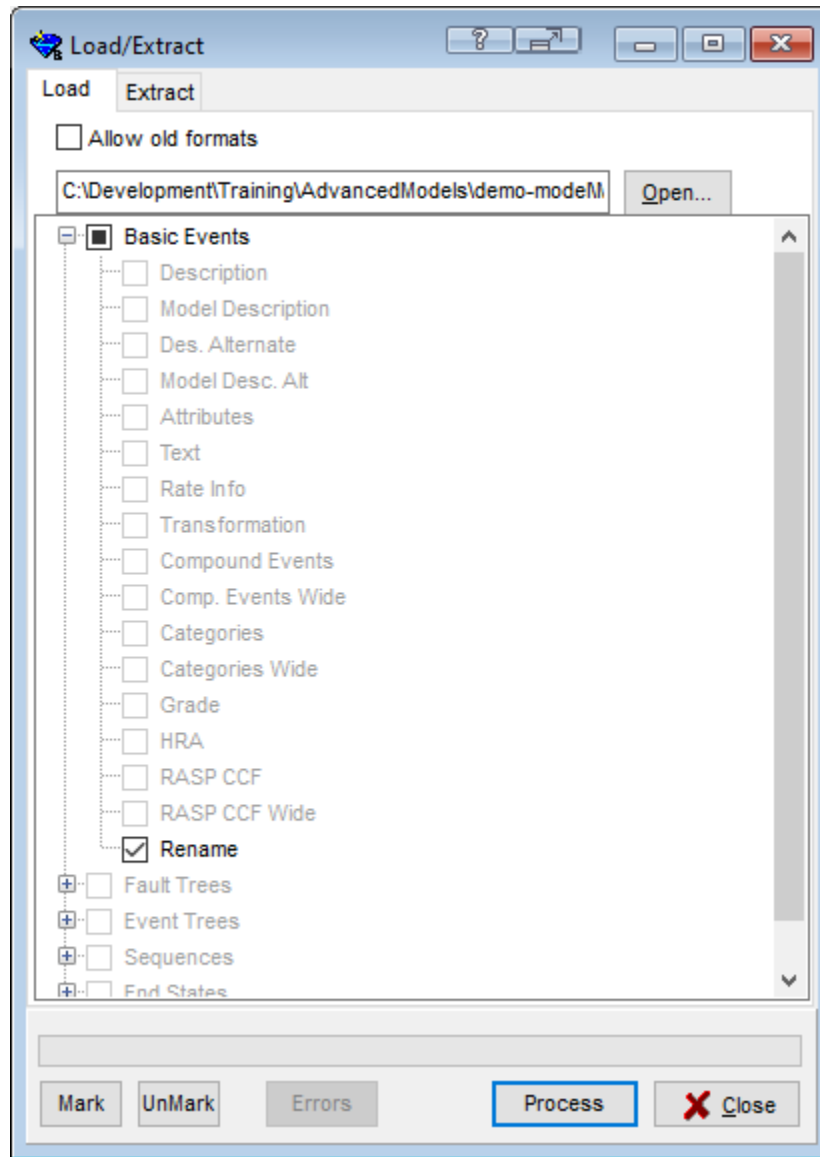 Load/Extract
Load Extract
Allow old formats
C:\Development\Training\AdvancedModels\demo-model\ Open...
Basic Events
Description
Model Description
Des. Alternate
Model Desc. Alt
Attributes
Text
Rate Info
Transformation
Compound Events
Comp. Events Wide
Categories
Categories Wide
Grade
HRA
RASP CCF
RASP CCF Wide
Rename
Fault Trees
Event Trees
Sequences
End States
Mark UnMark Errors Process Close